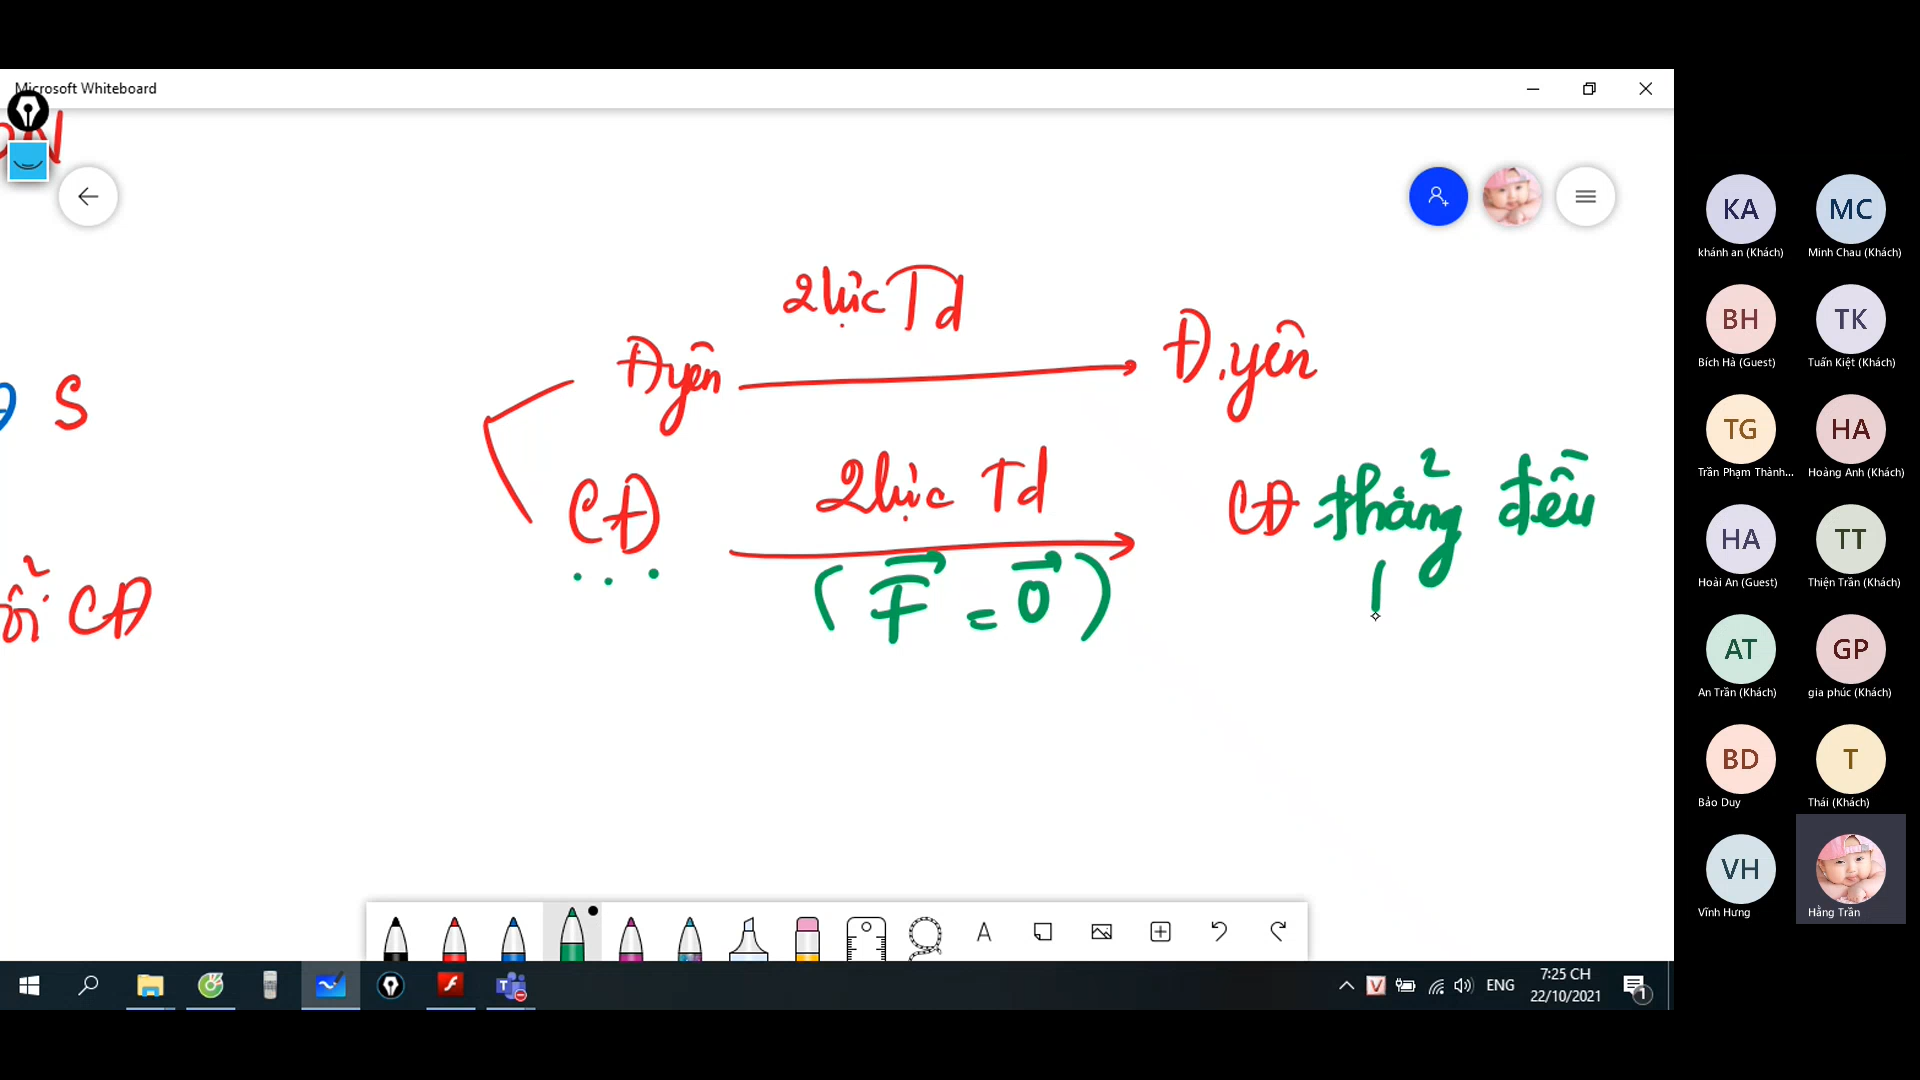 Microsoft Whiteboard
ƠN
2 lực Td
Đ yên
Đ.yên
S
2 lực Td
CĐ
CĐ thẳng đều
( F = 0 )
ổi CĐ
KA
MC
khánh an (Khách)
Minh Chau (Khách)
BH
TK
Bích Hà (Guest)
Tuấn Kiệt (Khách)
TG
HA
Trần Phạm Thành...
Hoàng Anh (Khách)
HA
TT
Hoài An (Guest)
Thiện Trần (Khách)
AT
GP
An Trần (Khách)
gia phúc (Khách)
BD
T
Bảo Duy
Thái (Khách)
VH
Vĩnh Hưng
Hằng Trần
ENG
7:25 CH
22/10/2021
1